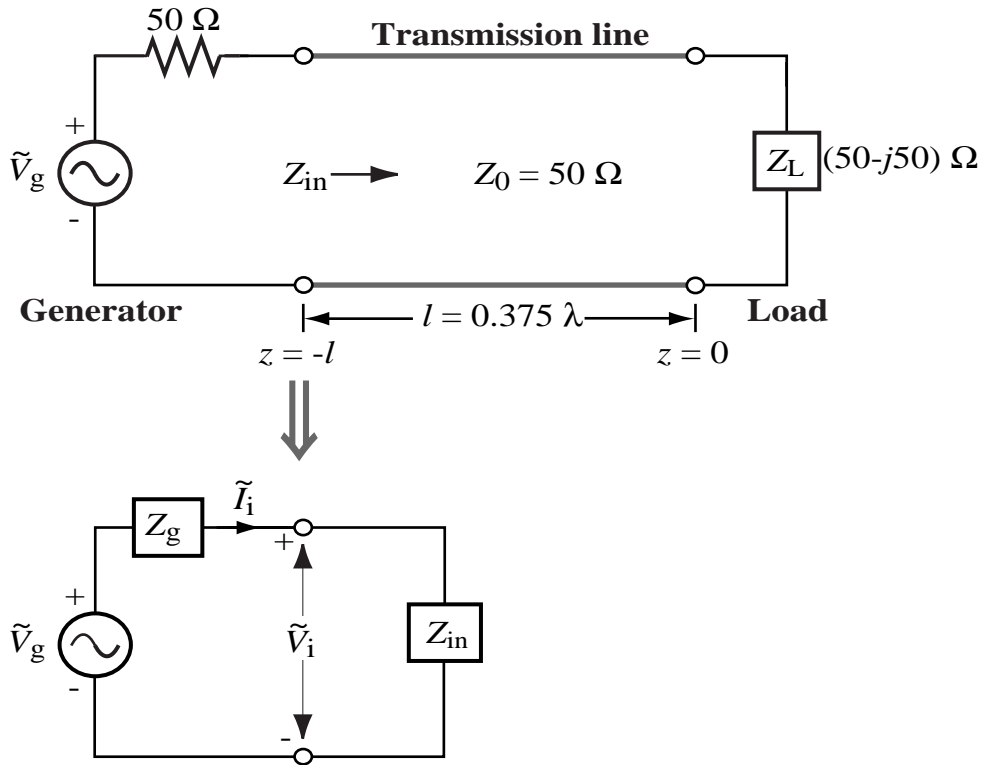 50 Ω
Transmission line
+
Ṽg
-
Zin
Z0 = 50 Ω
ZL
(50-j50) Ω
Generator
l = 0.375 λ
Load
z = -l
z = 0
Zg
Ĩi
+
+
Ṽg
-
Ṽi
Zin
-